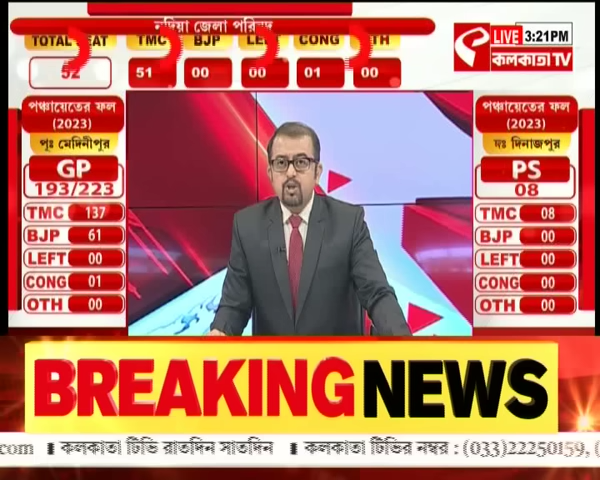 নদিয়া জেলা পরিষদ
TOTAL SEAT TMC BJP LEFT CONG OTH
52 51 00 00 01 00
LIVE 3:21PM
কলকাতা TV
পঞ্চায়েতের ফল
(2023)
পূঃ মেদিনীপুর
GP
193/223
TMC 137
BJP 61
LEFT 00
CONG 01
OTH 00
পঞ্চায়েতের ফল
(2023)
দঃ দিনাজপুর
PS
08
TMC 08
BJP 00
LEFT 00
CONG 00
OTH 00
BREAKING NEWS
.com কলকাতা টিভি রাতদিন সাতদিন কলকাতা টিভির নম্বর : (033)22250159, (